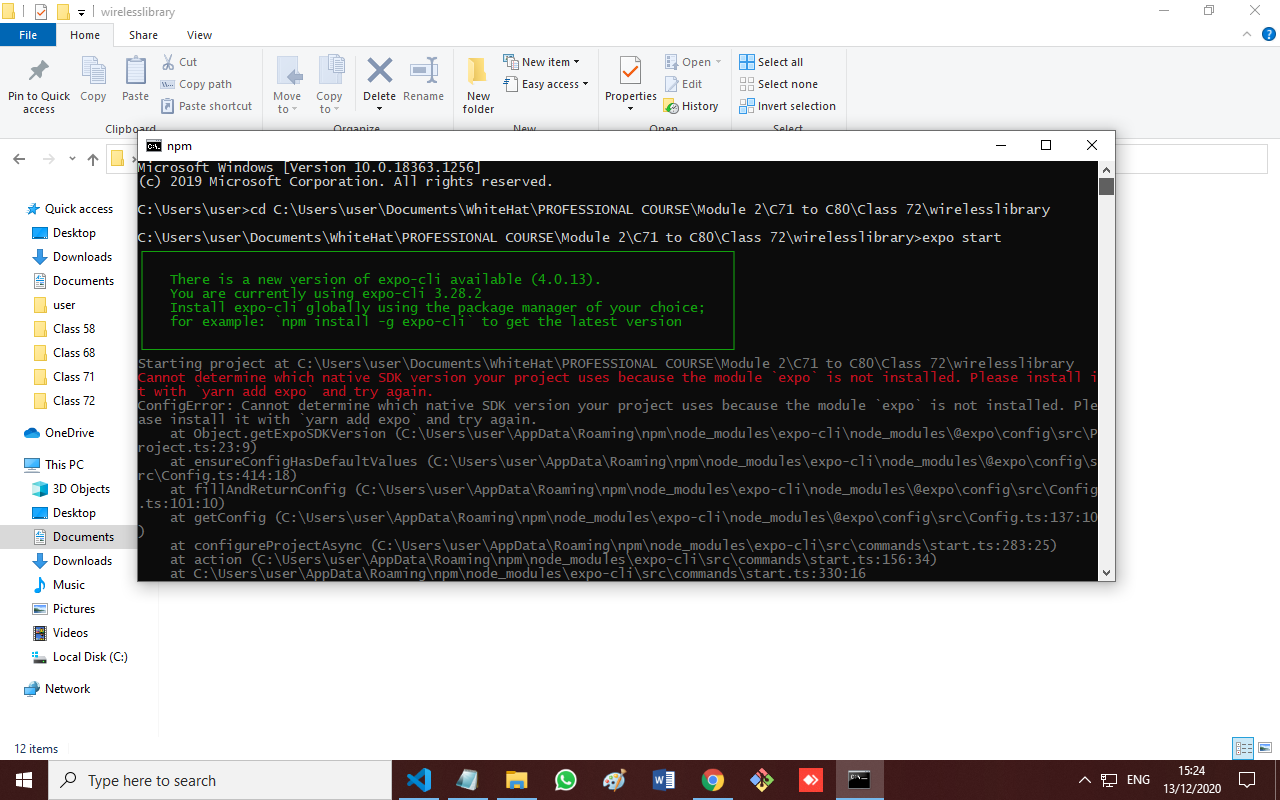 wirelesslibrary
File
Home
Share
View
Pin to Quick
access
Copy
Paste
Cut
Copy path
Paste shortcut
Clipboard
Move
to
Copy
to
Delete
Rename
Organize
New
folder
New item
Easy access
New
Properties
Open
Edit
History
Open
Select all
Select none
Invert selection
Select
npm
Microsoft Windows [Version 10.0.18363.1256]
(c) 2019 Microsoft Corporation. All rights reserved.
C:\Users\user>cd C:\Users\user\Documents\WhiteHat\PROFESSIONAL COURSE\Module 2\C71 to C80\Class 72\wirelesslibrary
C:\Users\user\Documents\WhiteHat\PROFESSIONAL COURSE\Module 2\C71 to C80\Class 72\wirelesslibrary>expo start
There is a new version of expo-cli available (4.0.13).
You are currently using expo-cli 3.28.2
Install expo-cli globally using the package manager of your choice;
for example: `npm install -g expo-cli` to get the latest version
Starting project at C:\Users\user\Documents\WhiteHat\PROFESSIONAL COURSE\Module 2\C71 to C80\Class 72\wirelesslibrary
Cannot determine which native SDK version your project uses because the module `expo` is not installed. Please install i
t with `yarn add expo` and try again.
ConfigError: Cannot determine which native SDK version your project uses because the module `expo` is not installed. Ple
ase install it with `yarn add expo` and try again.
at Object.getExpoSDKVersion (C:\Users\user\AppData\Roaming\npm\node_modules\expo-cli\node_modules\@expo\config\src\P
roject.ts:23:9)
at ensureConfigHasDefaultValues (C:\Users\user\AppData\Roaming\npm\node_modules\expo-cli\node_modules\@expo\config\s
rc\Config.ts:414:18)
at fillAndReturnConfig (C:\Users\user\AppData\Roaming\npm\node_modules\expo-cli\node_modules\@expo\config\src\Config
.ts:101:10)
at getConfig (C:\Users\user\AppData\Roaming\npm\node_modules\expo-cli\node_modules\@expo\config\src\Config.ts:137:10
)
at configureProjectAsync (C:\Users\user\AppData\Roaming\npm\node_modules\expo-cli\src\commands\start.ts:283:25)
at action (C:\Users\user\AppData\Roaming\npm\node_modules\expo-cli\src\commands\start.ts:156:34)
at C:\Users\user\AppData\Roaming\npm\node_modules\expo-cli\src\commands\start.ts:330:16
Quick access
Desktop
Downloads
Documents
user
Class 58
Class 68
Class 71
Class 72
OneDrive
This PC
3D Objects
Desktop
Documents
Downloads
Music
Pictures
Videos
Local Disk (C:)
Network
12 items
Type here to search
ENG
15:24
13/12/2020